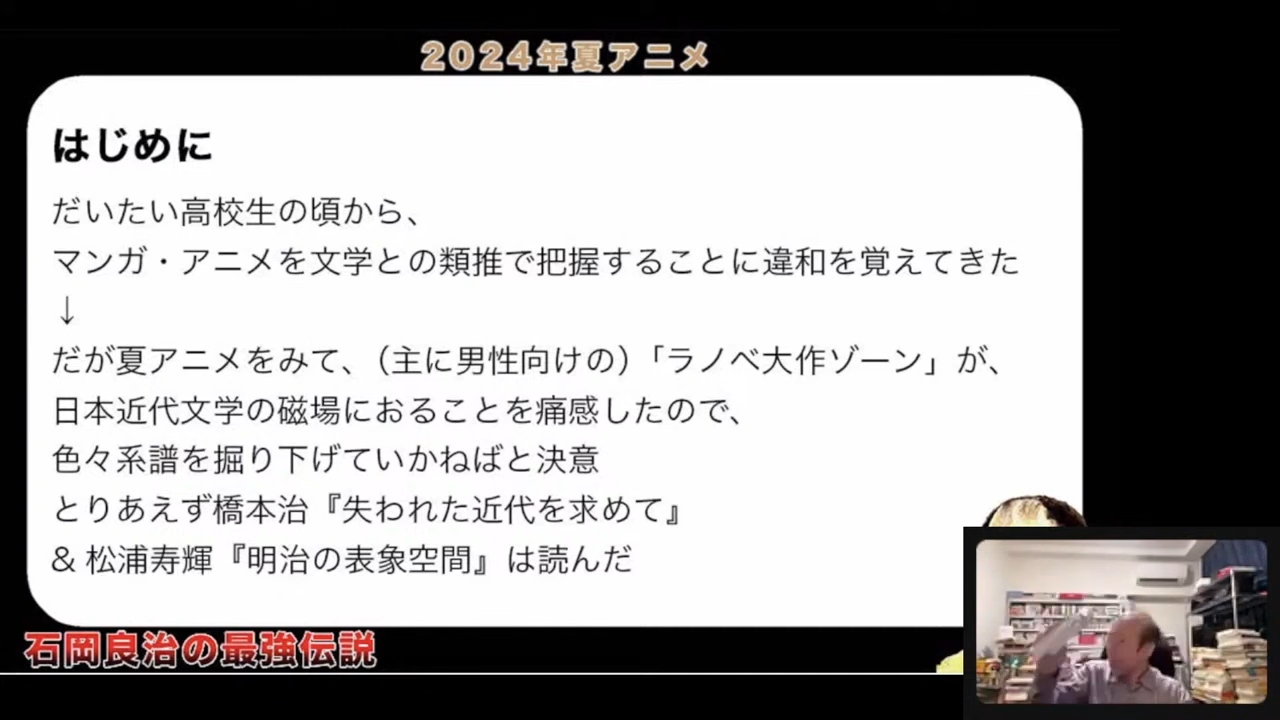 2024年夏アニメ
はじめに
だいたい高校生の頃から、
マンガ・アニメを文学との類推で把握することに違和を覚えてきた
↓
だが夏アニメをみて、（主に男性向けの）「ラノベ大作ゾーン」が、
日本近代文学の磁場におることを痛感したので、
色々系譜を掘り下げていかねばと決意
とりあえず橋本治『失われた近代を求めて』
& 松浦寿輝『明治の表象空間』は読んだ
石岡良治の最強伝説